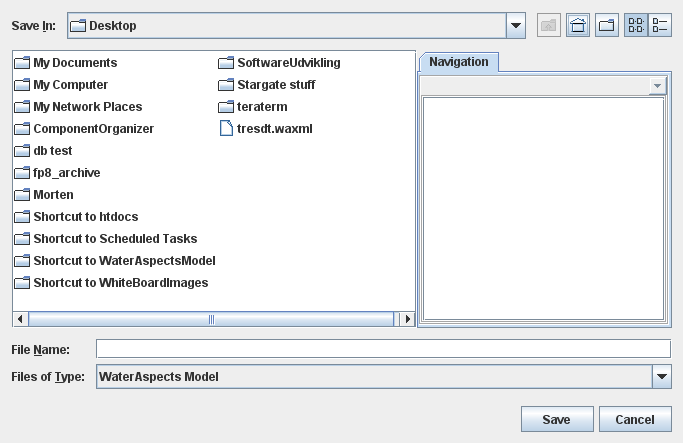 Save In: Desktop
My Documents
My Computer
My Network Places
ComponentOrganizer
db test
fp8_archive
Morten
Shortcut to htdocs
Shortcut to Scheduled Tasks
Shortcut to WaterAspectsModel
Shortcut to WhiteBoardImages
SoftwareUdvikling
Stargate stuff
teraterm
tresdt.waxml
Navigation
File Name:
Files of Type: WaterAspects Model
Save Cancel